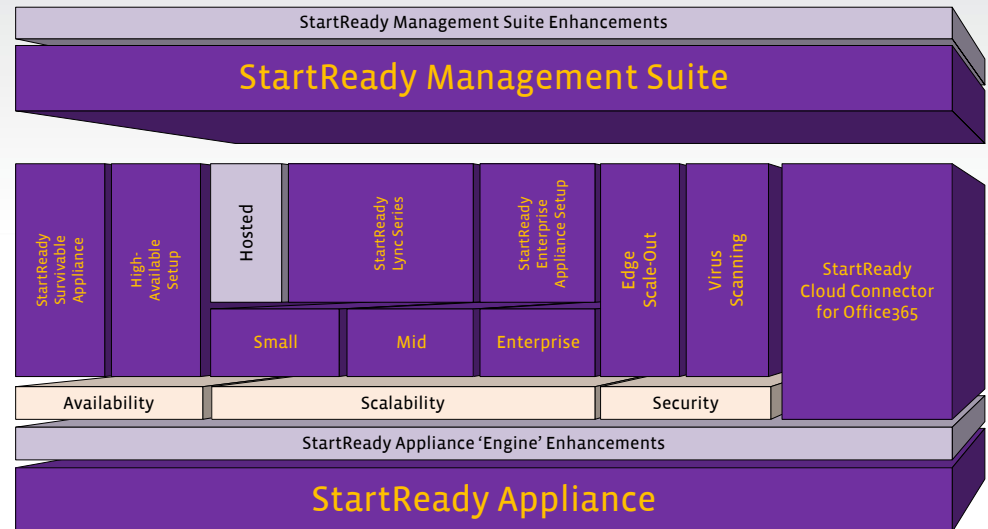 StartReady Management Suite Enhancements
StartReady Management Suite
StartReady
Survivable
Appliance
High-
Available
Setup
Hosted
StartReady
Lync Series
StartReady
Enterprise
Appliance Setup
Edge
Scale-Out
Virus
Scanning
StartReady
Cloud Connector
for Office365
Small
Mid
Enterprise
Availability
Scalability
Security
StartReady Appliance ‘Engine’ Enhancements
StartReady Appliance